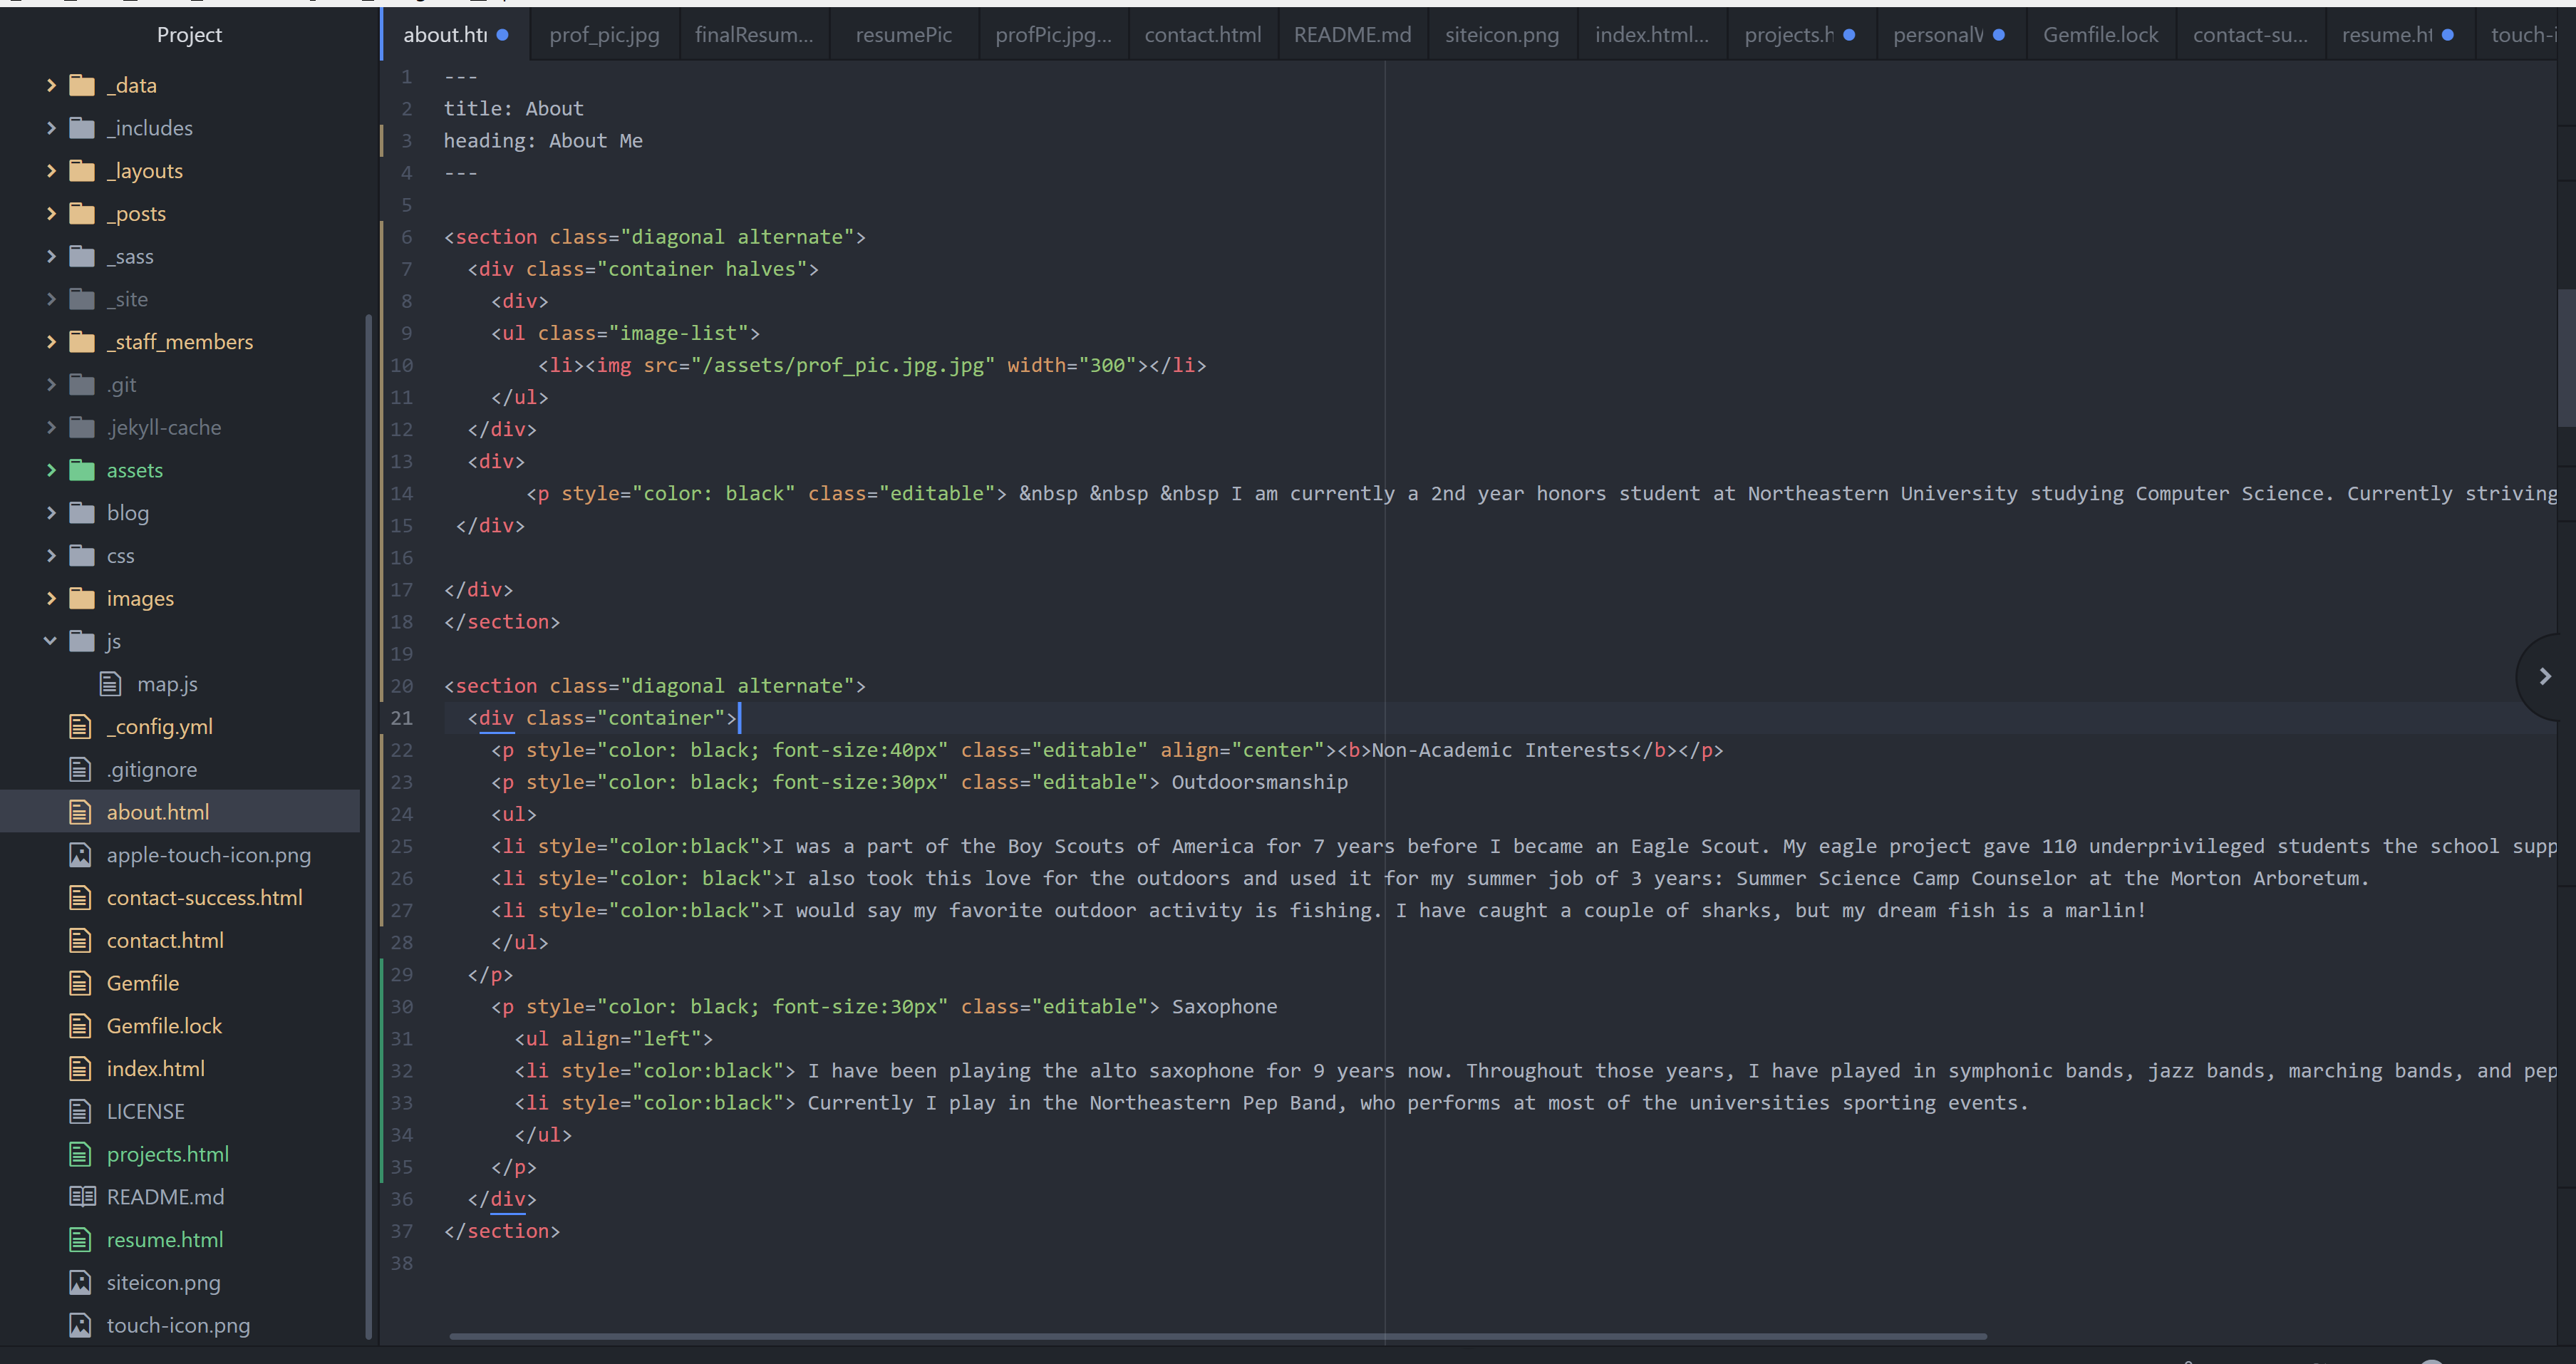 Project
_data
_includes
_layouts
_posts
_sass
_site
_staff_members
.git
.jekyll-cache
assets
blog
css
images
js
map.js
_config.yml
.gitignore
about.html
apple-touch-icon.png
contact-success.html
contact.html
Gemfile
Gemfile.lock
index.html
LICENSE
projects.html
README.md
resume.html
siteicon.png
touch-icon.png
about.htr prof_pic.jpg finalResum... resumePic profPic.jpg... contact.html README.md siteicon.png index.html... projects.h personalV Gemfile.lock contact-su... resume.ht touch-i
1 ---
2 title: About
3 heading: About Me
4 ---
5
6 <section class="diagonal alternate">
7 <div class="container halves">
8 <div>
9 <ul class="image-list">
10 <li><img src="/assets/prof_pic.jpg.jpg" width="300"></li>
11 </ul>
12 </div>
13 <div>
14 <p style="color: black" class="editable"> &nbsp &nbsp &nbsp I am currently a 2nd year honors student at Northeastern University studying Computer Science. Currently striving
15 </div>
16
17 </div>
18 </section>
19
20 <section class="diagonal alternate">
21 <div class="container">
22 <p style="color: black; font-size:40px" class="editable" align="center"><b>Non-Academic Interests</b></p>
23 <p style="color: black; font-size:30px" class="editable"> Outdoorsmanship
24 <ul>
25 <li style="color:black">I was a part of the Boy Scouts of America for 7 years before I became an Eagle Scout. My eagle project gave 110 underprivileged students the school supp
26 <li style="color: black">I also took this love for the outdoors and used it for my summer job of 3 years: Summer Science Camp Counselor at the Morton Arboretum.
27 <li style="color:black">I would say my favorite outdoor activity is fishing. I have caught a couple of sharks, but my dream fish is a marlin!
28 </ul>
29 </p>
30 <p style="color: black; font-size:30px" class="editable"> Saxophone
31 <ul align="left">
32 <li style="color:black"> I have been playing the alto saxophone for 9 years now. Throughout those years, I have played in symphonic bands, jazz bands, marching bands, and pep
33 <li style="color:black"> Currently I play in the Northeastern Pep Band, who performs at most of the universities sporting events.
34 </ul>
35 </p>
36 </div>
37 </section>
38